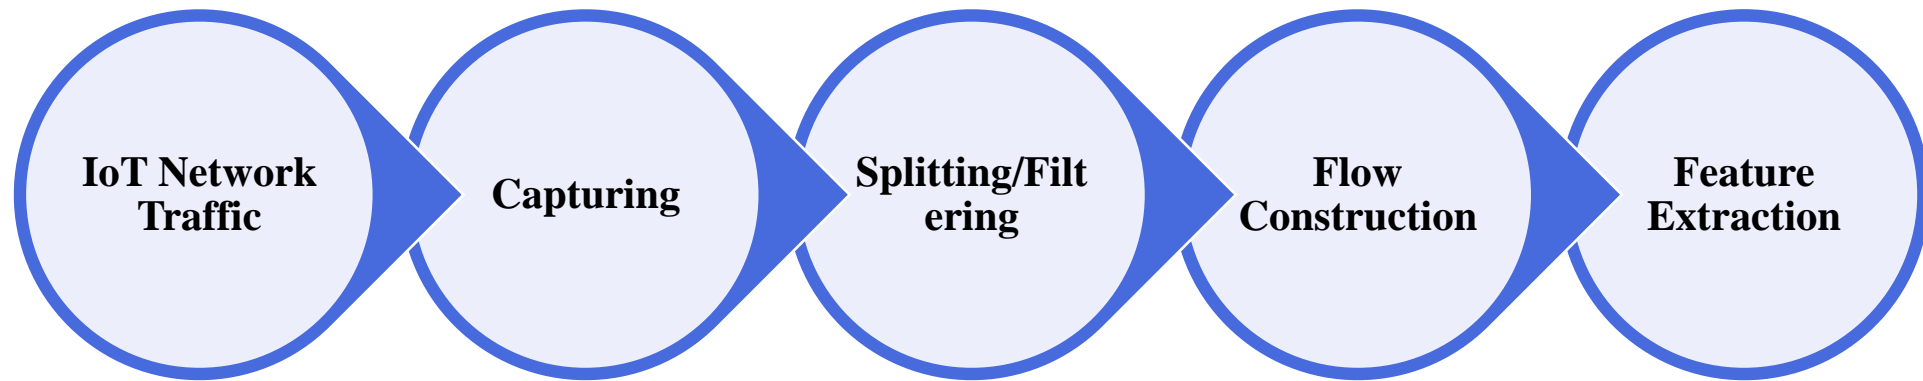 IoT Network
Traffic
Capturing
Splitting/Filt
ering
Flow
Construction
Feature
Extraction